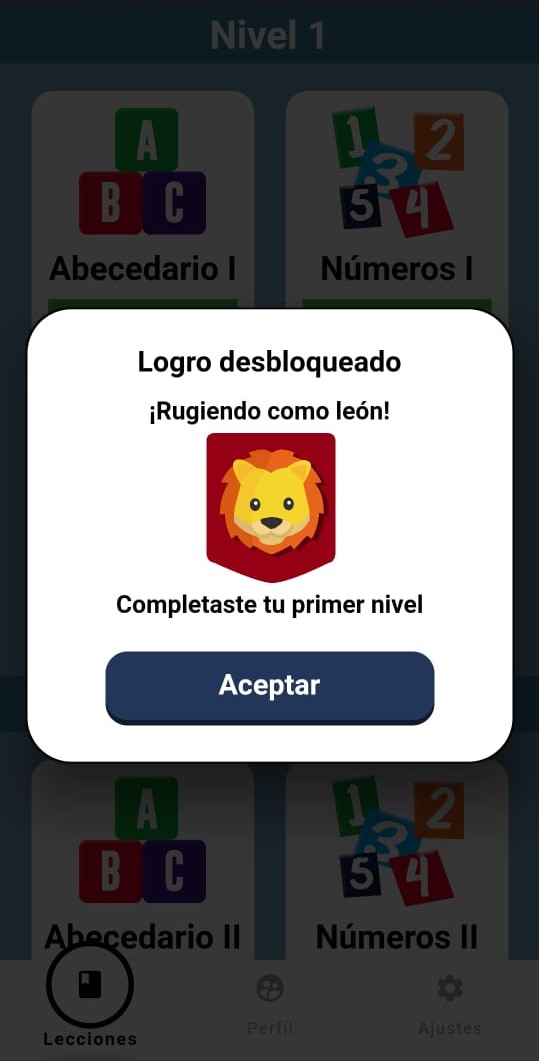 Nivel 1
A
B C
1 2
3
5 4
Abecedario I
Números I
Logro desbloqueado
¡Rugiendo como león!
Completaste tu primer nivel
Aceptar
A
B C
1 2
3
5 4
Abecedario II
Números II
Lecciones
Perfil
Ajustes